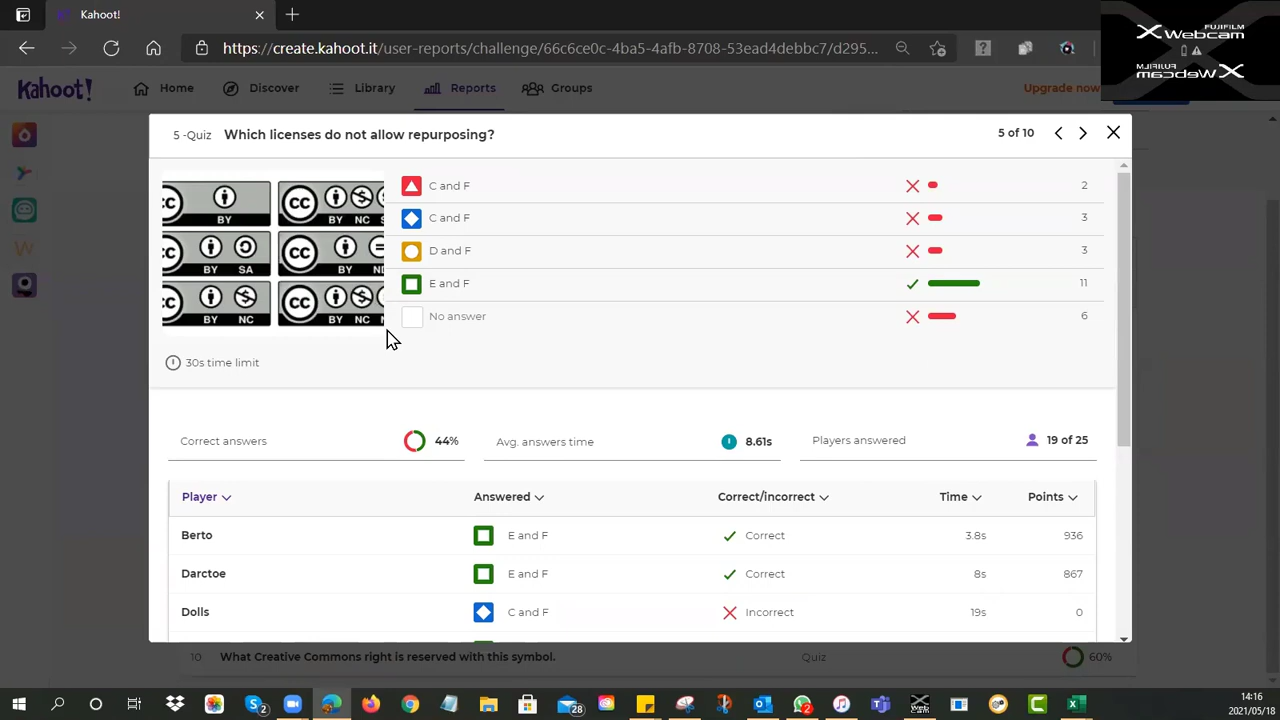 Kahoot!
https://create.kahoot.it/user-reports/challenge/66c6ce0c-4ba5-4afb-8708-53ead4debbc7/d295...
FUJIFILM
X Webcam
FUJIFILM
X Webcam
Kahoot!
Home
Discover
Library
Reports
Groups
Upgrade now
5 -Quiz
Which licenses do not allow repurposing?
5 of 10
CC BY
CC BY NC
CC BY SA
CC BY
CC BY NC
CC BY NC
C and F 2
C and F 3
D and F 3
E and F 11
No answer 6
30s time limit
Correct answers 44%
Avg. answers time 8.61s
Players answered 19 of 25
Player Answered Correct/incorrect Time Points
Berto E and F Correct 3.8s 936
Darctoe E and F Correct 8s 867
Dolls C and F Incorrect 19s 0
10 What Creative Commons right is reserved with this symbol. Quiz 60%
2
28
2
14:16
2021/05/18